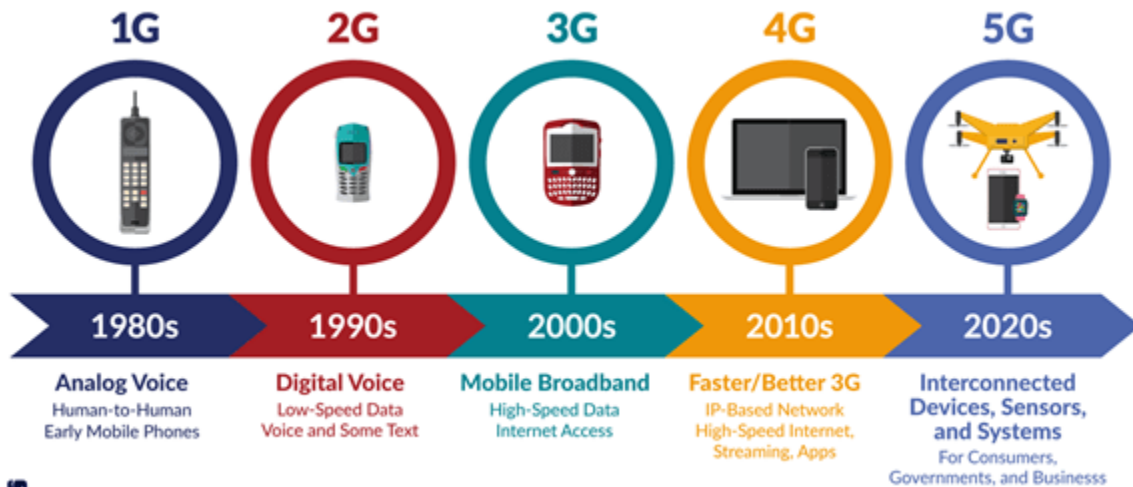 1G
2G
3G
4G
5G
1980s
1990s
2000s
2010s
2020s
Analog Voice
Human-to-Human
Early Mobile Phones
Digital Voice
Low-Speed Data
Voice and Some Text
Mobile Broadband
High-Speed Data
Internet Access
Faster/Better 3G
IP-Based Network
High-Speed Internet,
Streaming, Apps
Interconnected
Devices, Sensors,
and Systems
For Consumers,
Governments, and Businesss